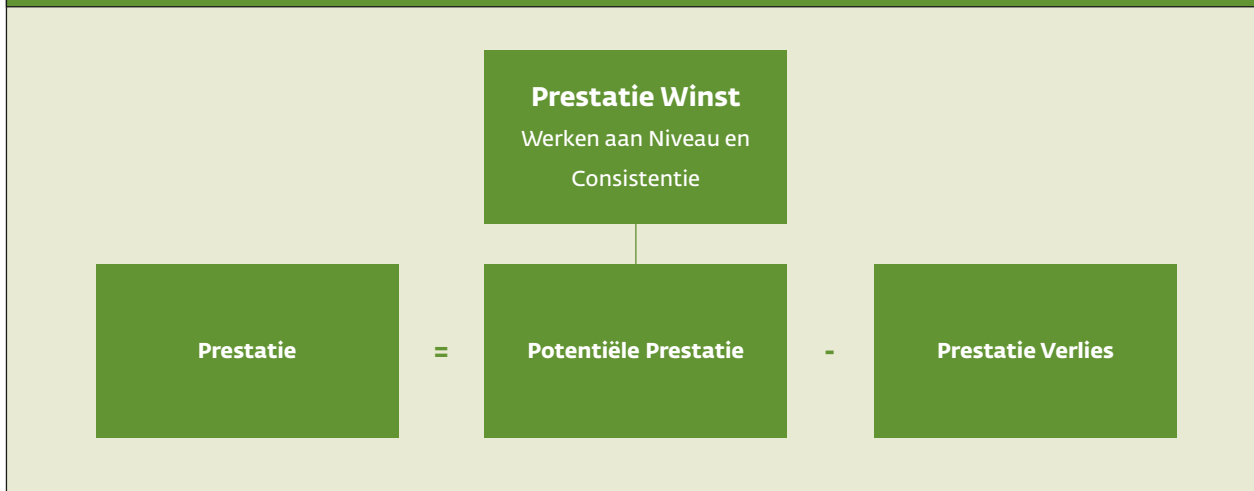 Prestatie Winst
Werken aan Niveau en
Consistentie
Prestatie = Potentiële Prestatie - Prestatie Verlies